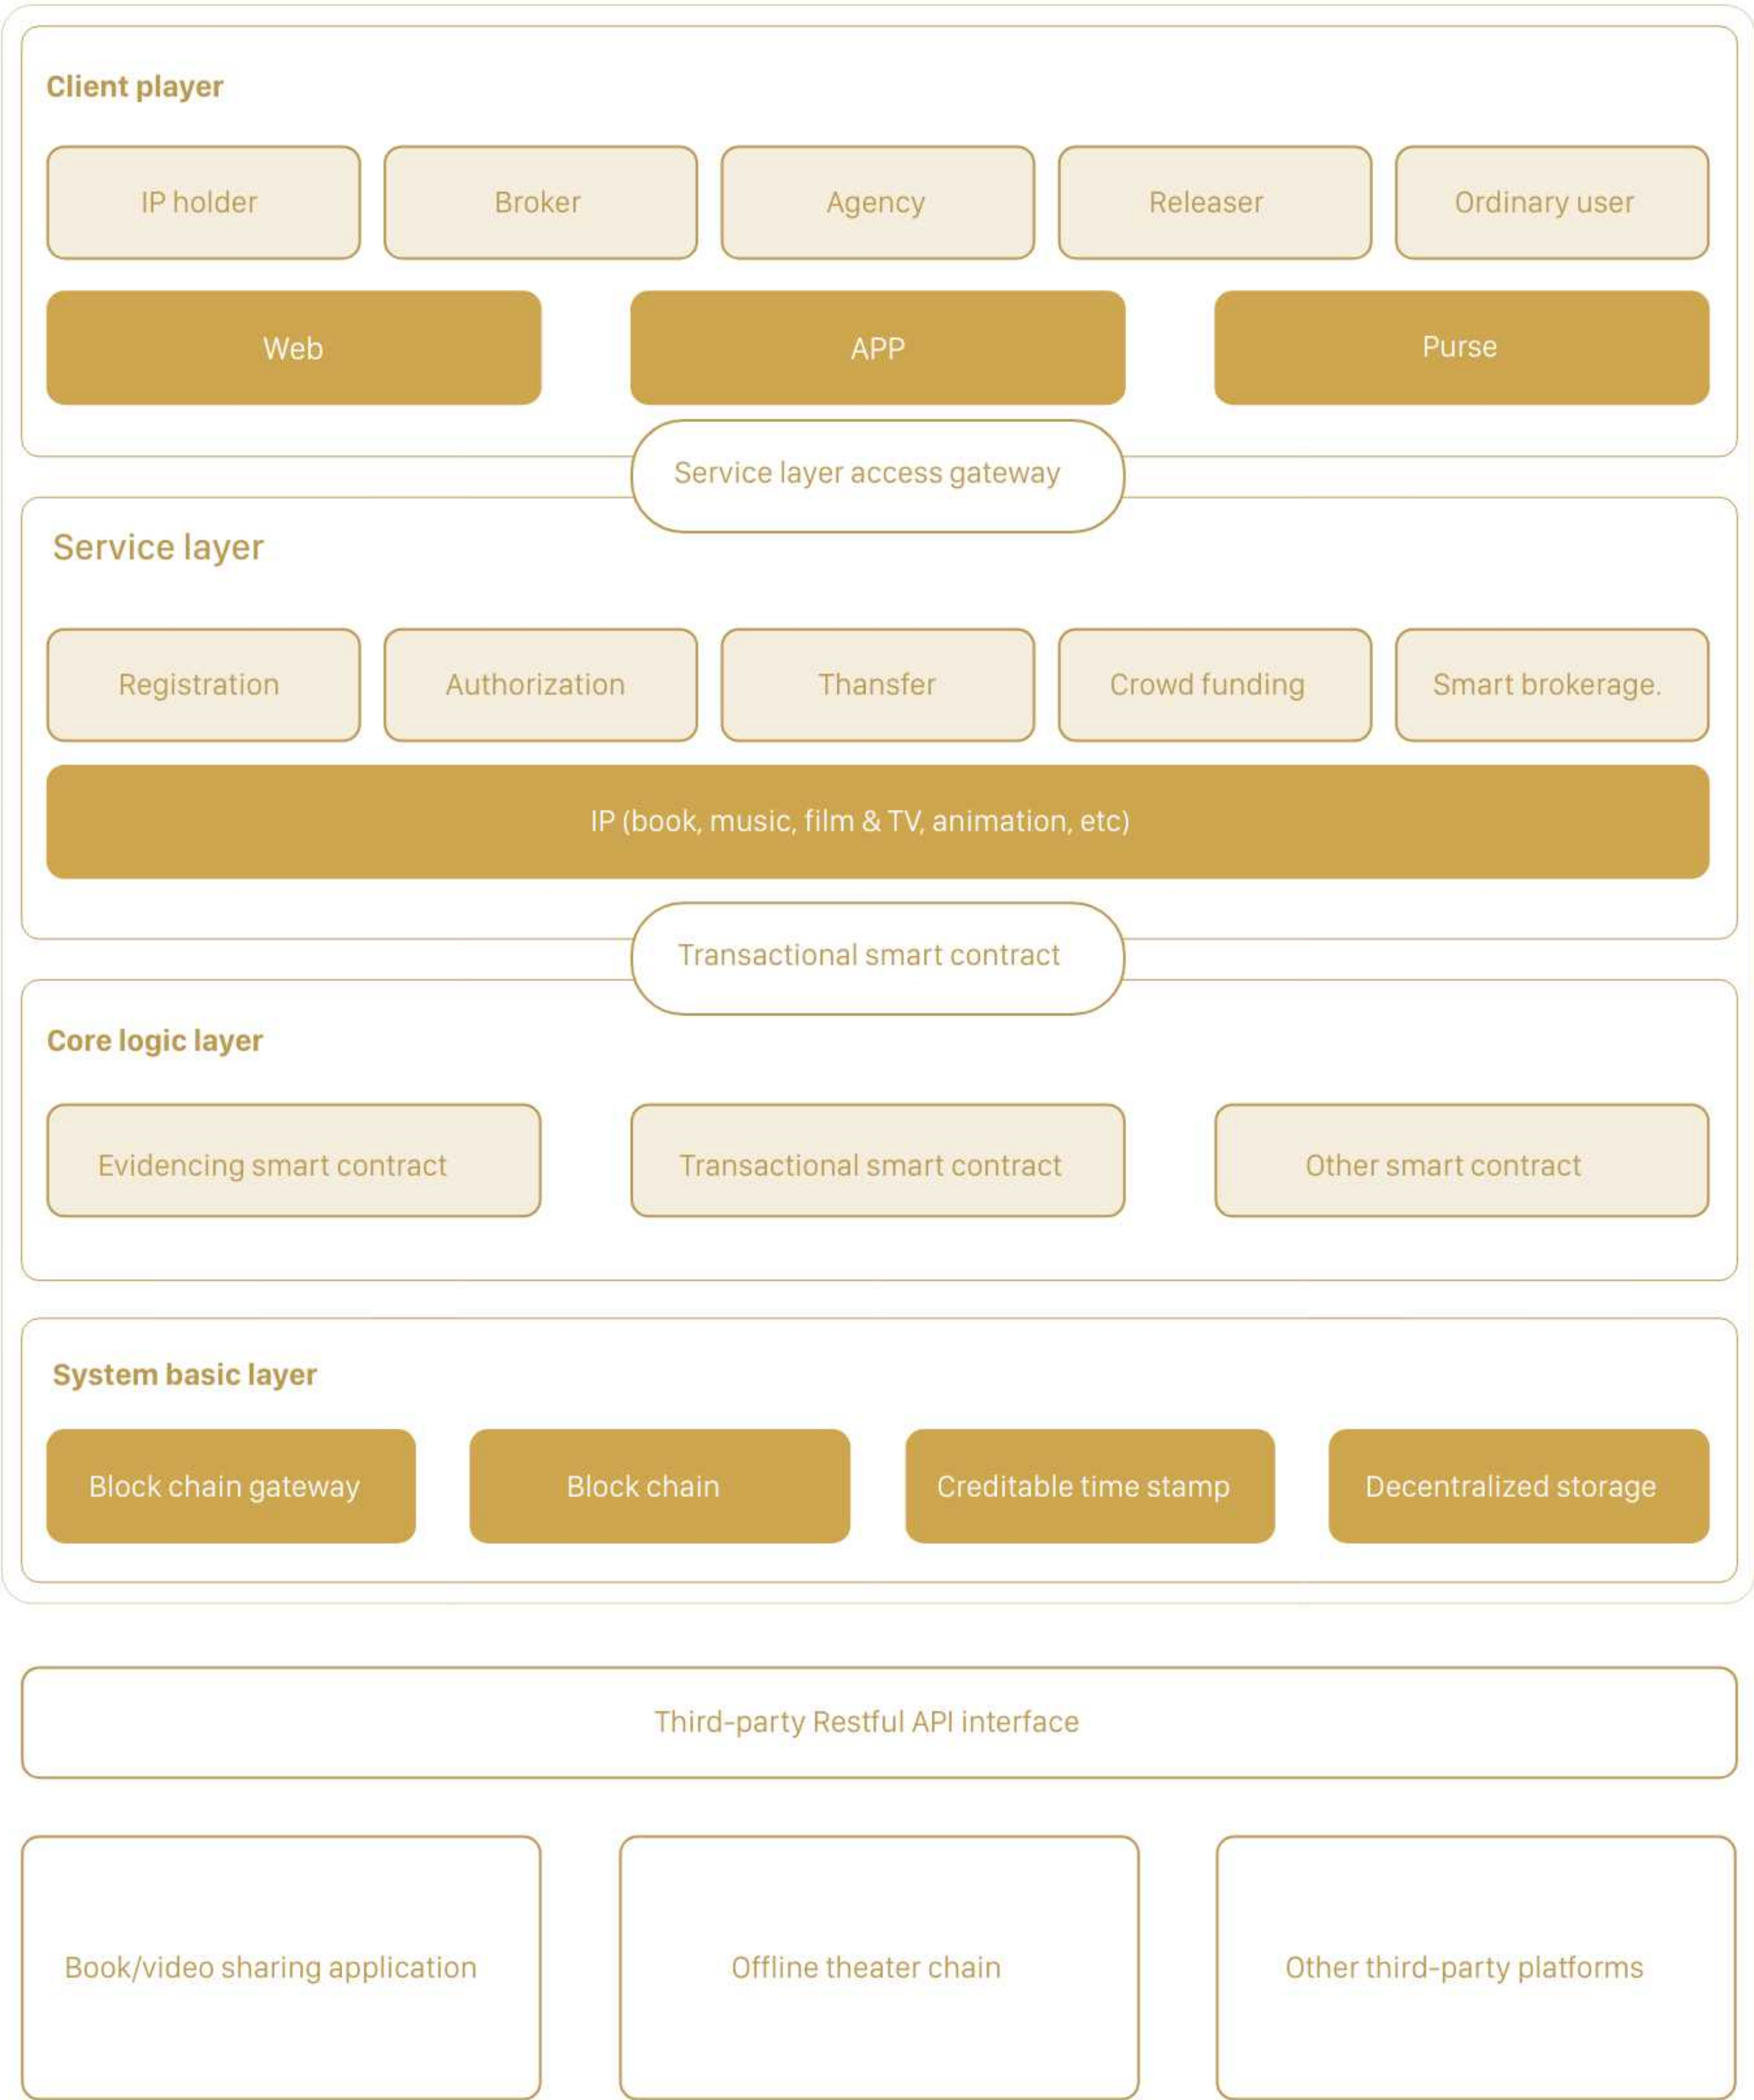 Client player
IP holder
Broker
Agency
Releaser
Ordinary user
Web
APP
Purse
Service layer access gateway
Service layer
Registration
Authorization
Thansfer
Crowd funding
Smart brokerage.
IP (book, music, film & TV, animation, etc)
Transactional smart contract
Core logic layer
Evidencing smart contract
Transactional smart contract
Other smart contract
System basic layer
Block chain gateway
Block chain
Creditable time stamp
Decentralized storage
Third-party Restful API interface
Book/video sharing application
Offline theater chain
Other third-party platforms